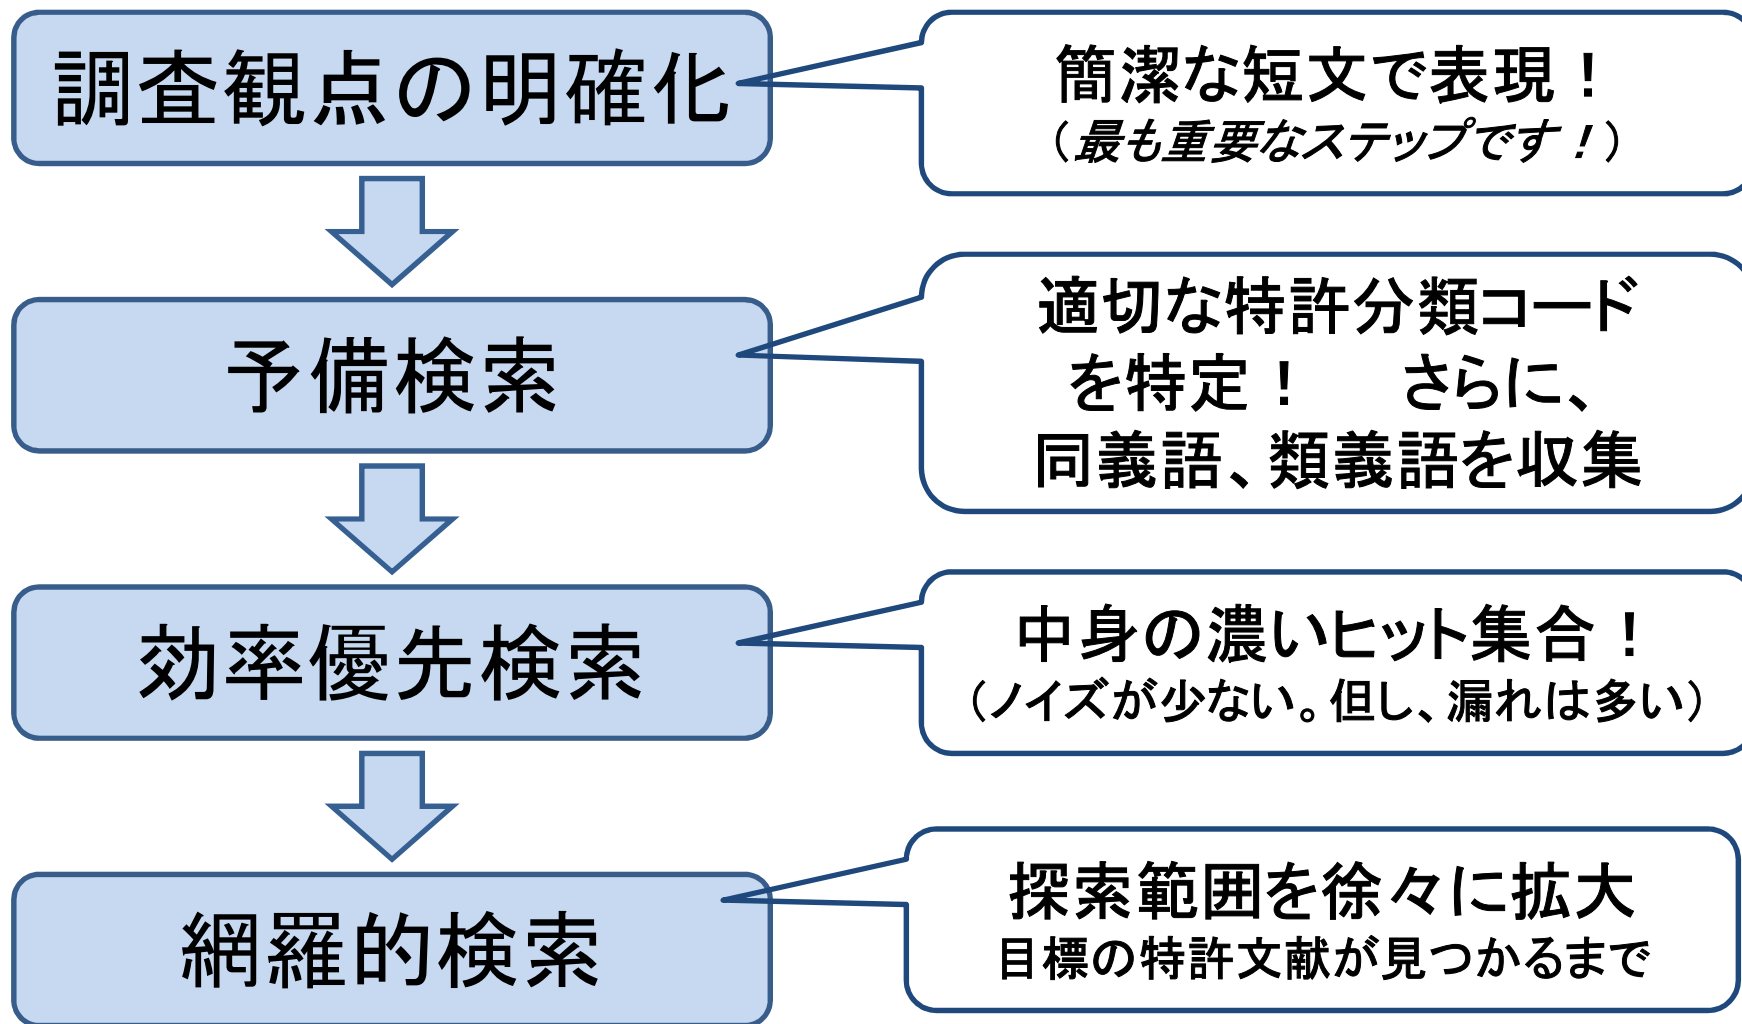 調査観点の明確化
簡潔な短文で表現！
（最も重要なステップです！）
予備検索
適切な特許分類コード
を特定！　さらに、
同義語、類義語を収集
効率優先検索
中身の濃いヒット集合！
（ノイズが少ない。但し、漏れは多い）
網羅的検索
探索範囲を徐々に拡大
目標の特許文献が見つかるまで